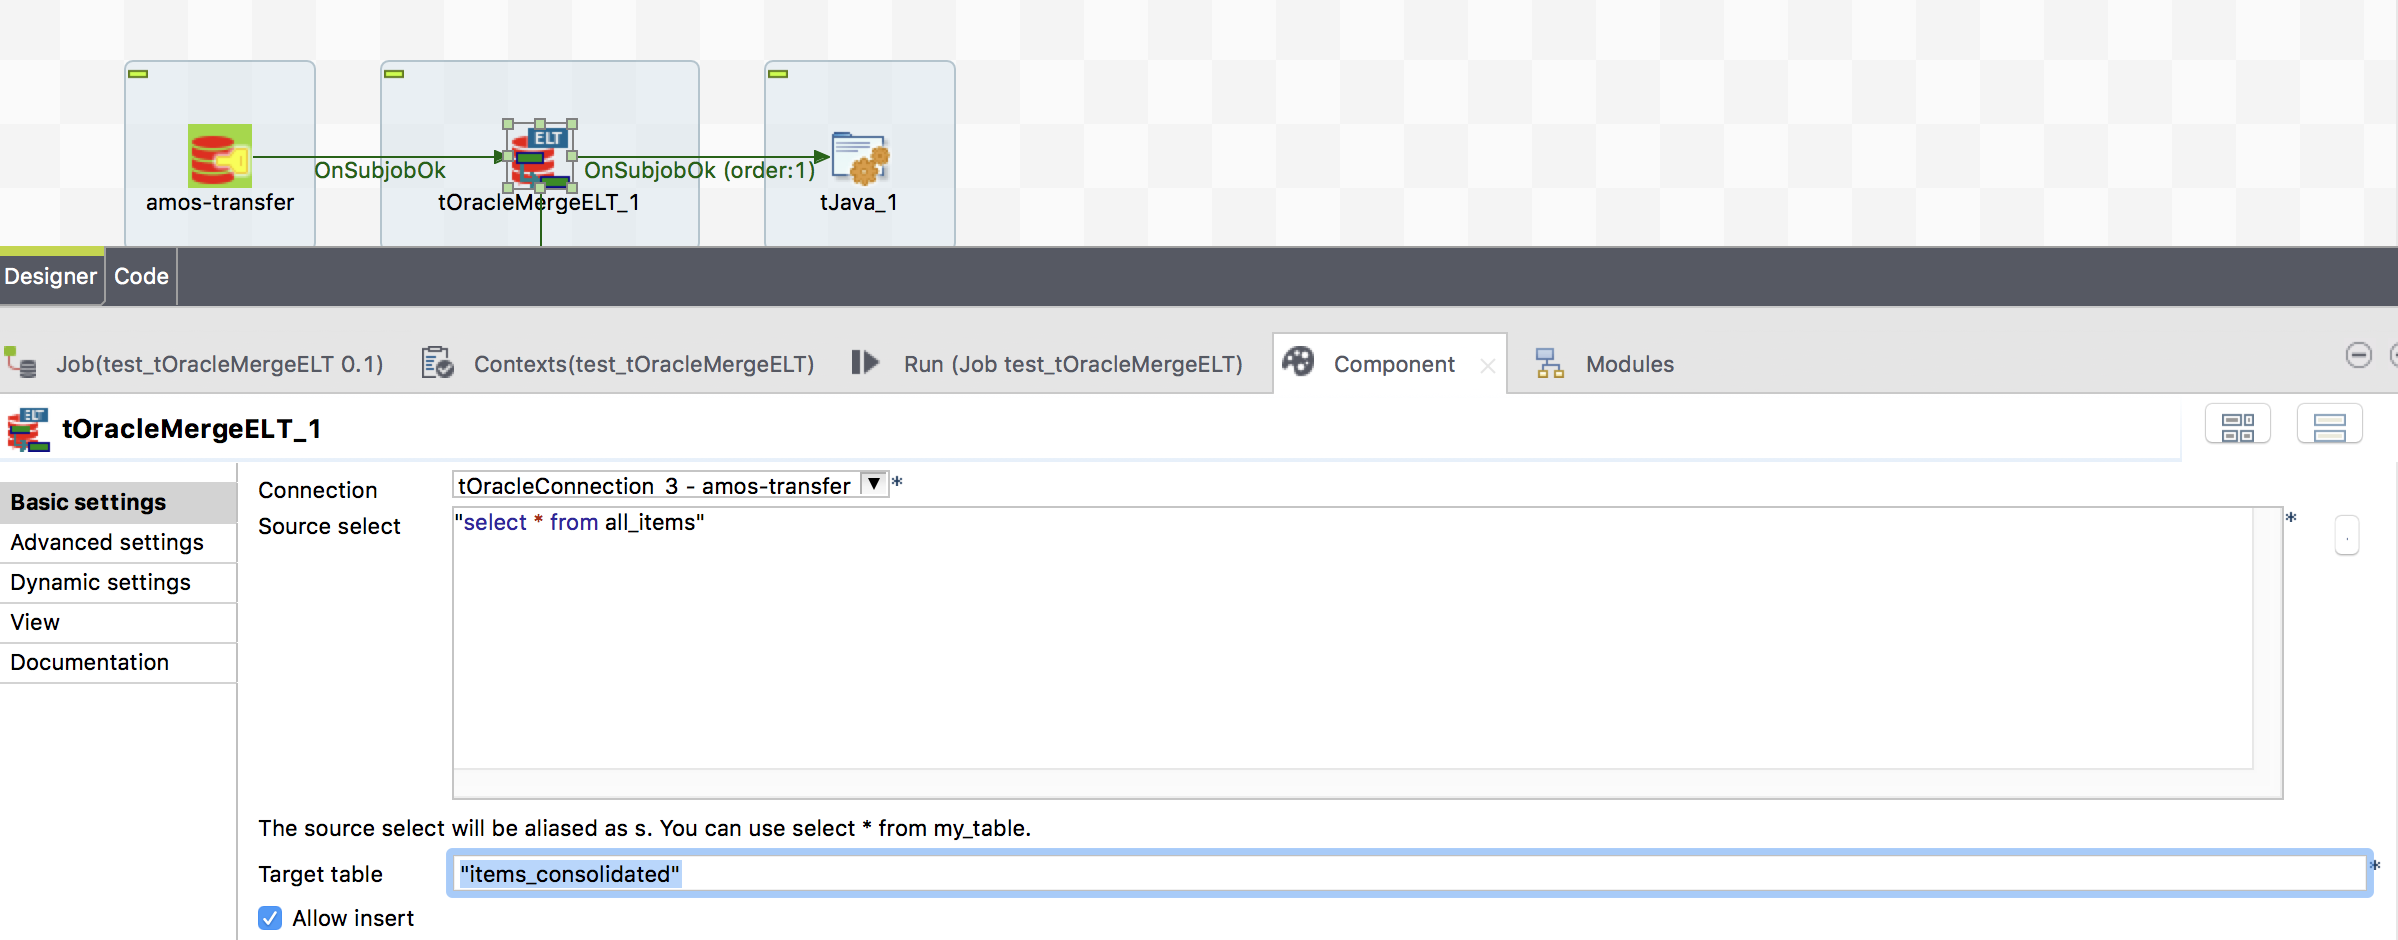 ELT
OnSubjobOk
OnSubjobOk (order:1)
amos-transfer
tOracleMergeELT_1
tJava_1
Designer
Code
Job(test_tOracleMergeELT 0.1)
Contexts(test_tOracleMergeELT)
Run (Job test_tOracleMergeELT)
Component
Modules
ELT
tOracleMergeELT_1
Basic settings
Advanced settings
Dynamic settings
View
Documentation
Connection
tOracleConnection_3 - amos-transfer
*
Source select
"select * from all_items"
*
.
The source select will be aliased as s. You can use select * from my_table.
Target table
"items_consolidated"
*
Allow insert